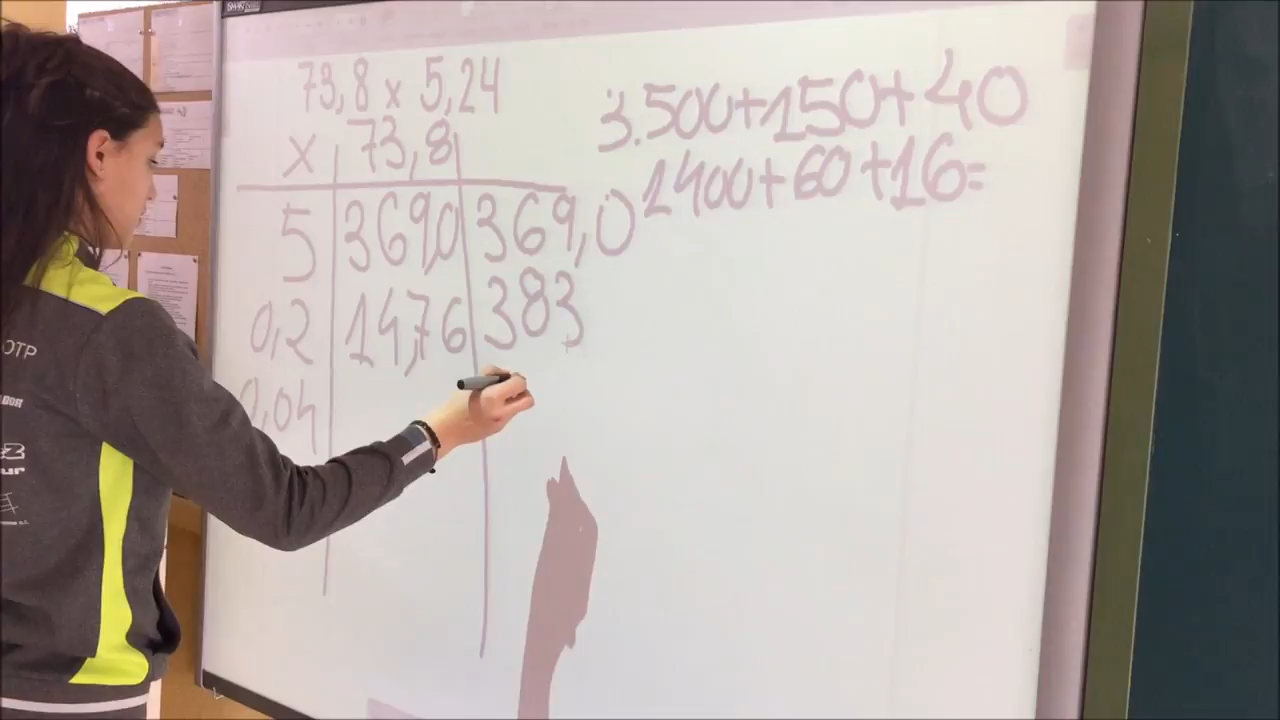 73,8 x 5,24
x 73,8
5 369,0 369,0
0,2 14,76 383
0,04
3.500+150+40
1400+60+16=
SMART